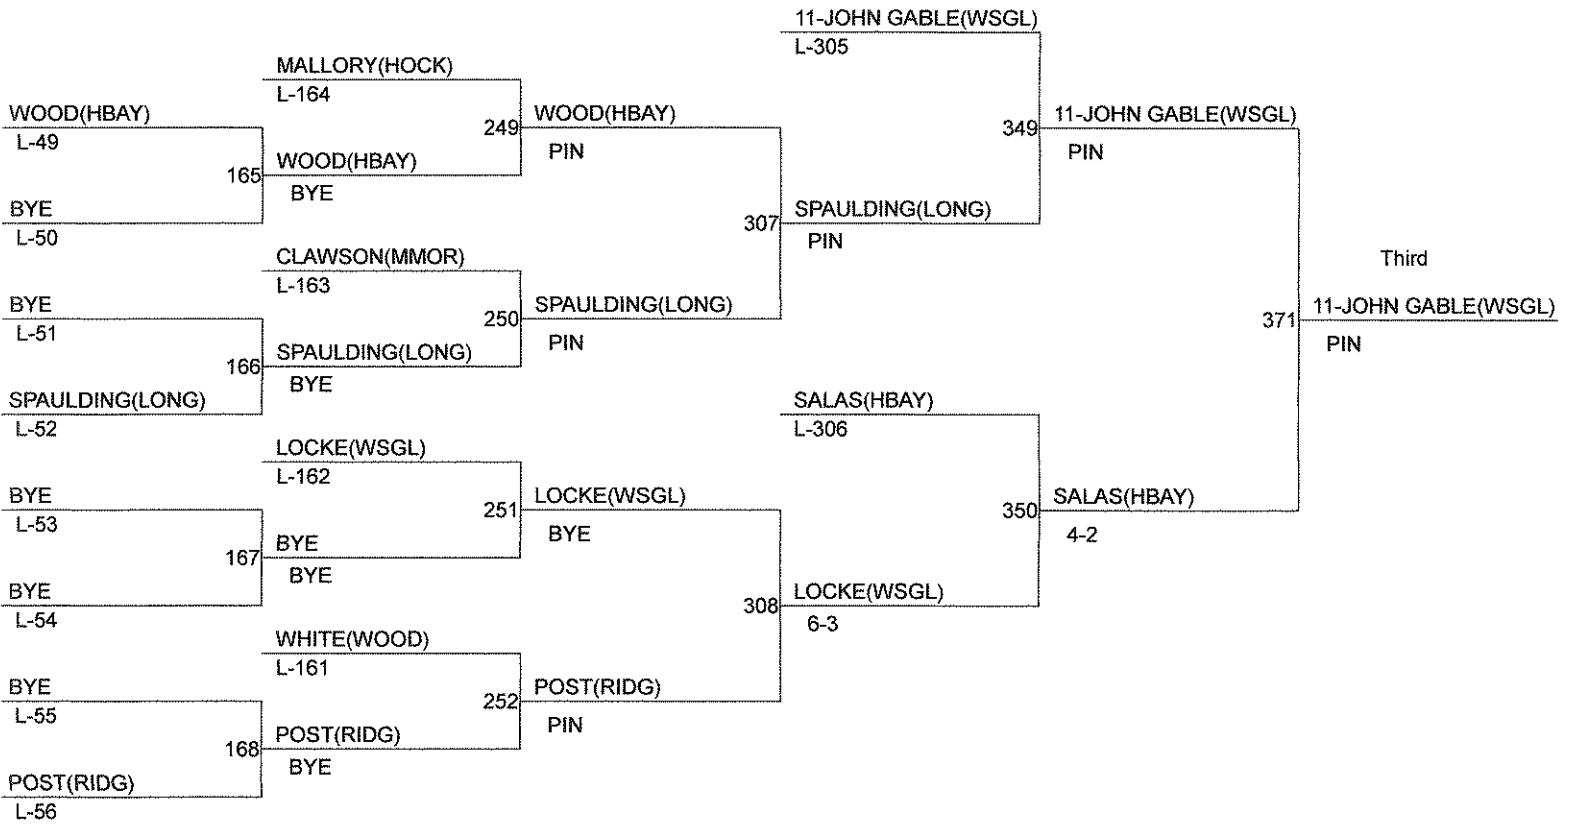 11-JOHN GABLE(WSGL)
L-305
MALLORY(HOCK)
L-164
WOOD(HBAY)
L-49
249
WOOD(HBAY)
PIN
349
11-JOHN GABLE(WSGL)
PIN
165
WOOD(HBAY)
BYE
BYE
L-50
307
SPAULDING(LONG)
PIN
CLAWSON(MMOR)
L-163
Third
BYE
L-51
250
SPAULDING(LONG)
PIN
371
11-JOHN GABLE(WSGL)
PIN
166
SPAULDING(LONG)
BYE
SPAULDING(LONG)
L-52
SALAS(HBAY)
L-306
LOCKE(WSGL)
L-162
BYE
L-53
251
LOCKE(WSGL)
BYE
350
SALAS(HBAY)
4-2
167
BYE
BYE
BYE
L-54
308
LOCKE(WSGL)
6-3
WHITE(WOOD)
L-161
BYE
L-55
252
POST(RIDG)
PIN
168
POST(RIDG)
BYE
POST(RIDG)
L-56